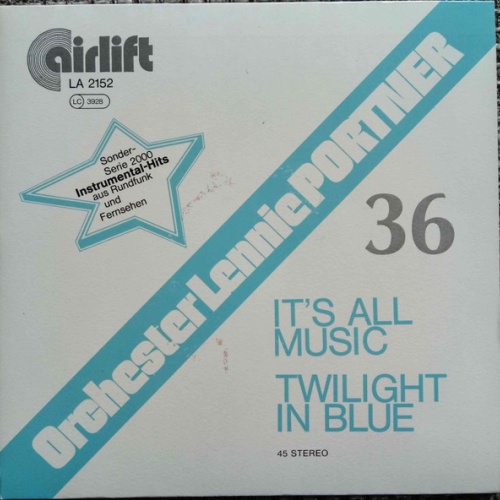 airlift
LA 2152
LC 3928
Sonder-
Serie 2000
Instrumental-Hits
aus Rundfunk
und
Fernsehen
Orchester Lennie PORTNER
36
IT'S ALL
MUSIC
TWILIGHT
IN BLUE
45 STEREO